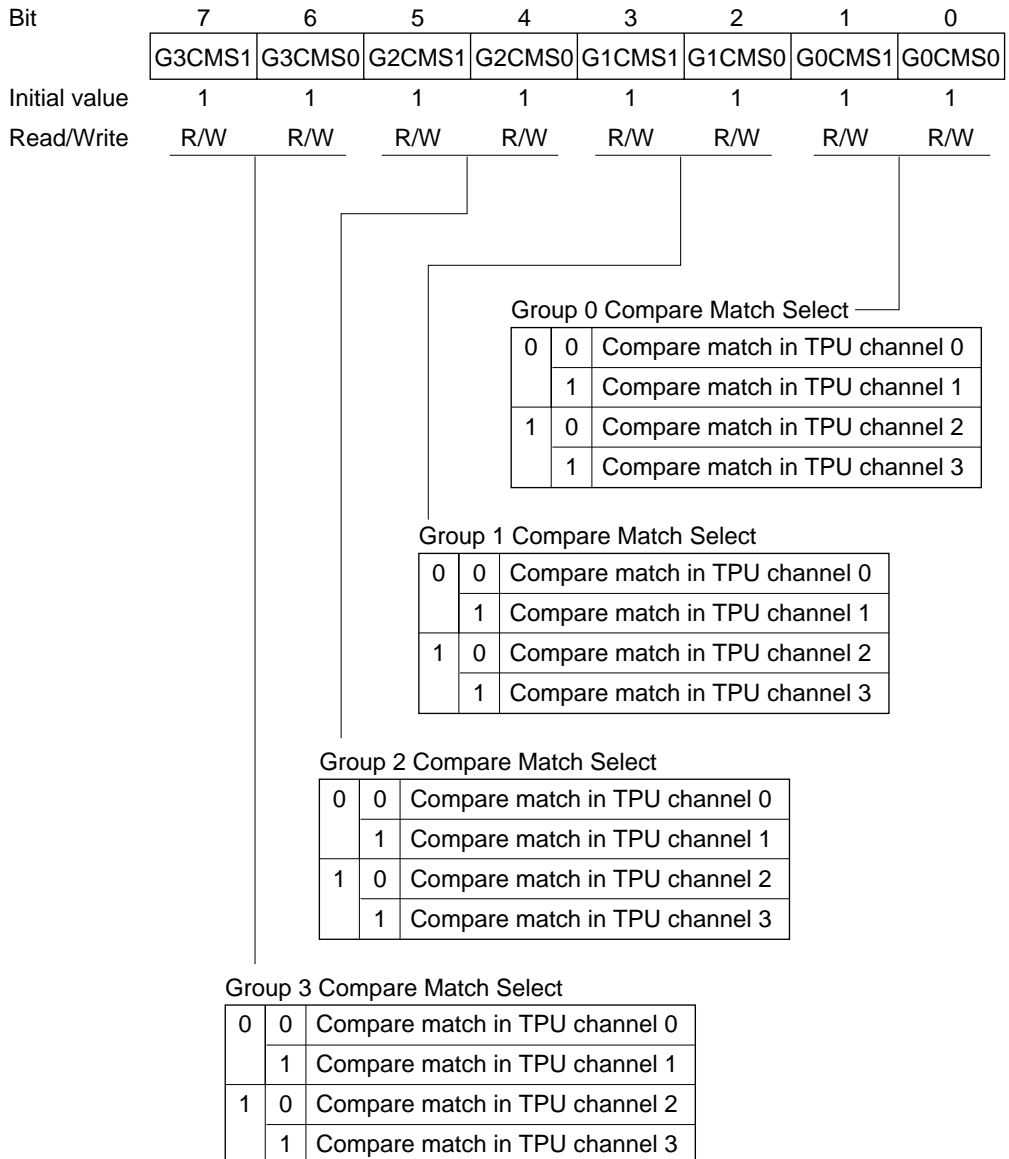 Bit 7 6 5 4 3 2 1 0
G3CMS1 G3CMS0 G2CMS1 G2CMS0 G1CMS1 G1CMS0 G0CMS1 G0CMS0
Initial value 1 1 1 1 1 1 1 1
Read/Write R/W R/W R/W R/W R/W R/W R/W R/W
Group 0 Compare Match Select
0 0 Compare match in TPU channel 0
1 Compare match in TPU channel 1
1 0 Compare match in TPU channel 2
1 Compare match in TPU channel 3
Group 1 Compare Match Select
0 0 Compare match in TPU channel 0
1 Compare match in TPU channel 1
1 0 Compare match in TPU channel 2
1 Compare match in TPU channel 3
Group 2 Compare Match Select
0 0 Compare match in TPU channel 0
1 Compare match in TPU channel 1
1 0 Compare match in TPU channel 2
1 Compare match in TPU channel 3
Group 3 Compare Match Select
0 0 Compare match in TPU channel 0
1 Compare match in TPU channel 1
1 0 Compare match in TPU channel 2
1 Compare match in TPU channel 3